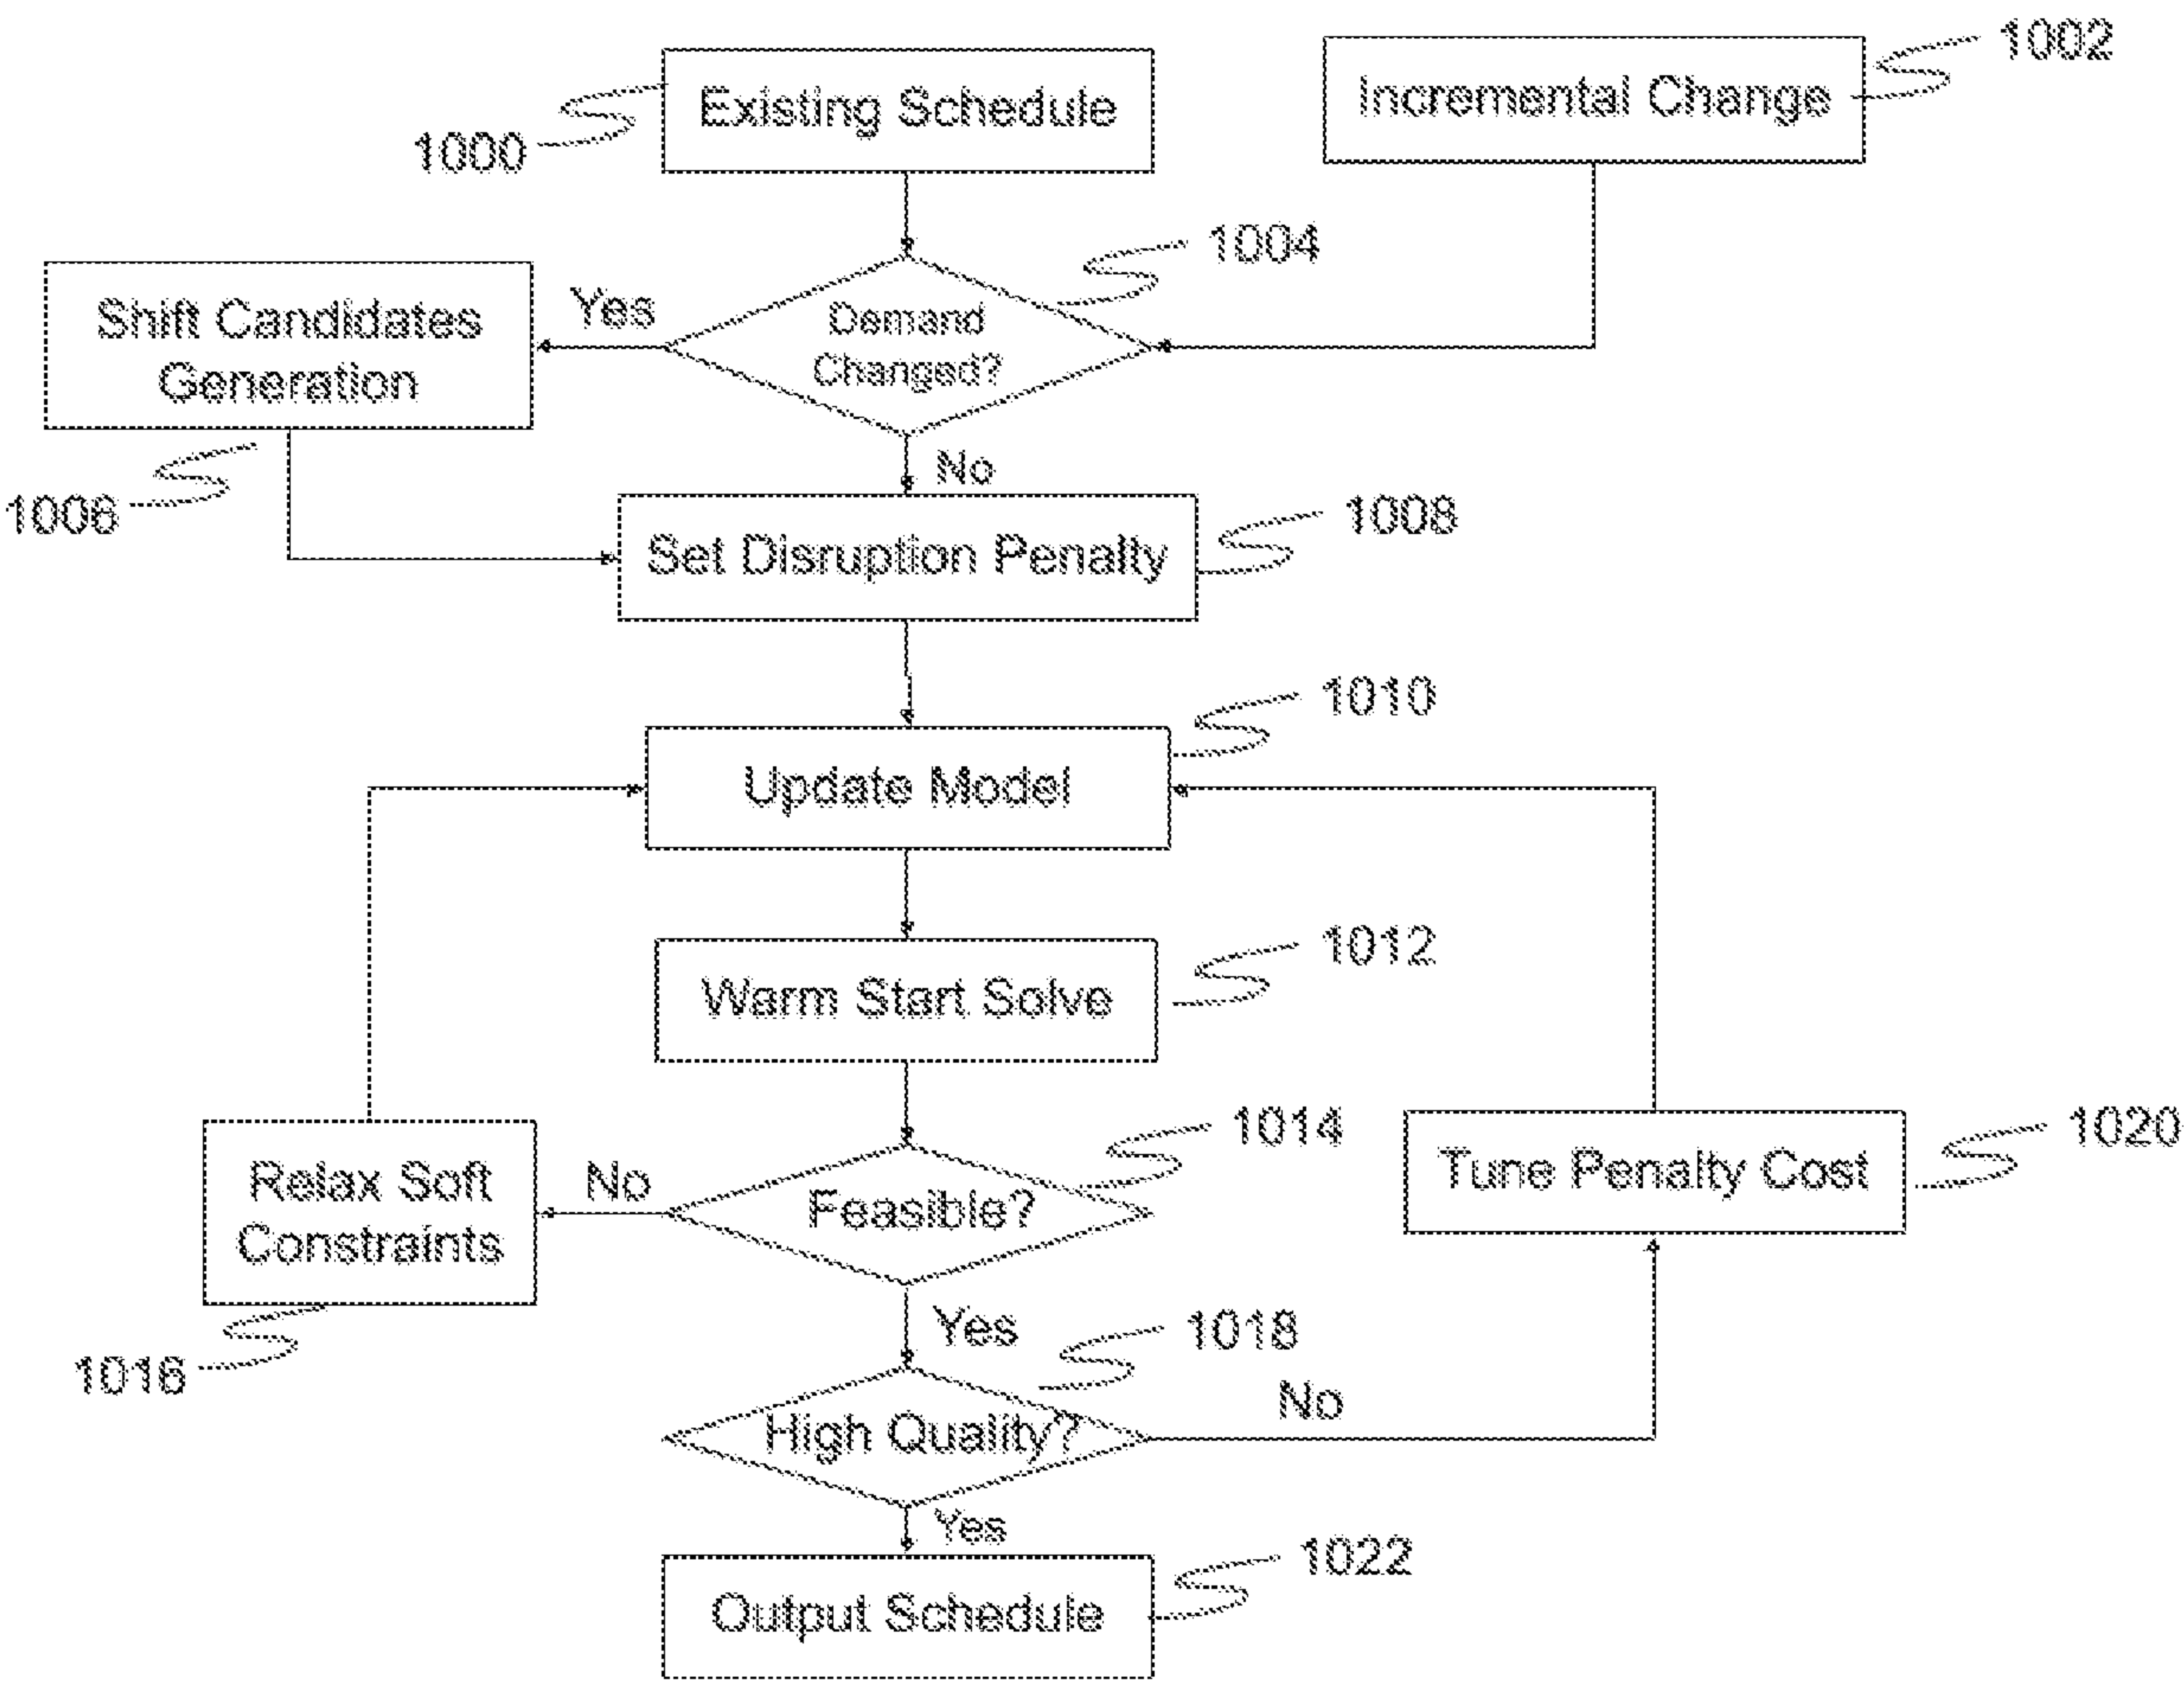 1002
Existing Schedule
Incremental Change
1000
1004
Shift Candidates
Generation
Yes
Demand
Changed?
No
1006
1008
Set Disruption Penalty
1010
Update Model
1012
Warm Start Solve
1014
1020
Relax Soft
Constraints
No
Feasible?
Tune Penalty Cost
Yes
1018
1016
High Quality?
No
Yes
1022
Output Schedule